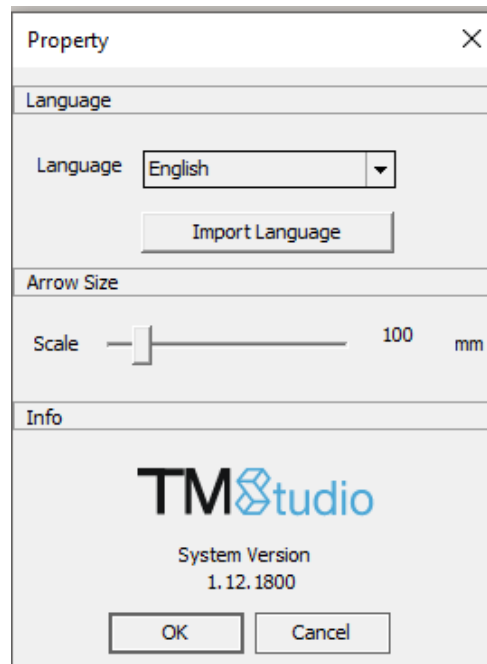 Property
Language
Language English
Import Language
Arrow Size
Scale 100 mm
Info
TMStudio
System Version
1.12.1800
OK Cancel